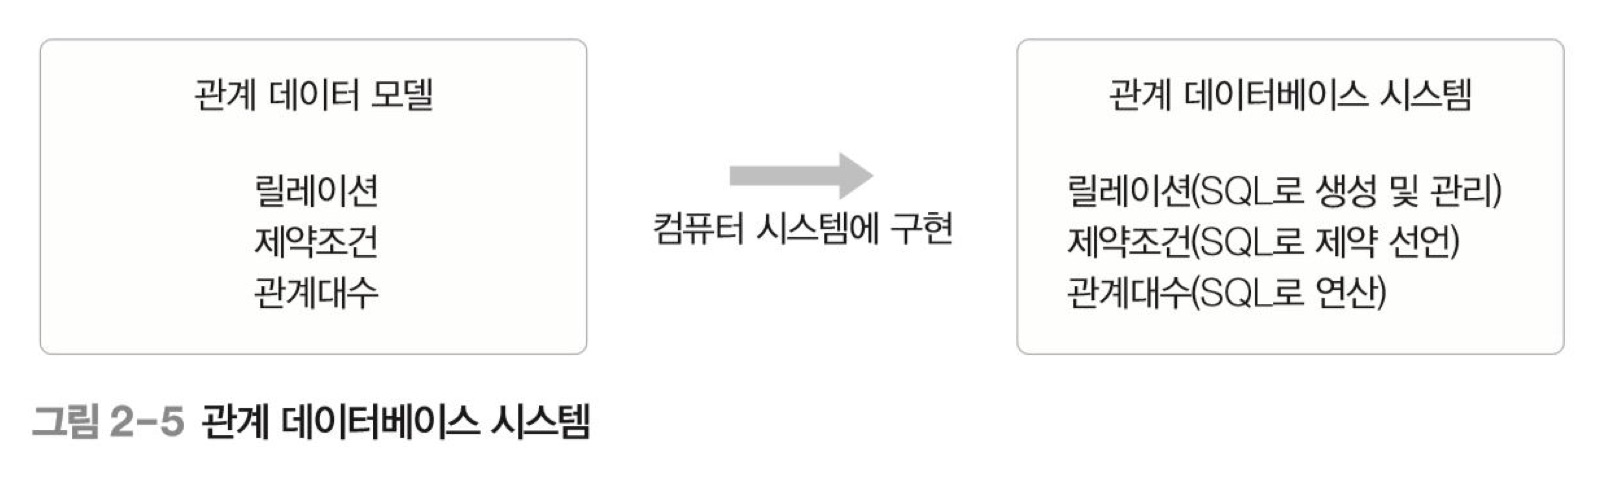 관계 데이터 모델
릴레이션
제약조건
관계대수
컴퓨터 시스템에 구현
관계 데이터베이스 시스템
릴레이션(SQL로 생성 및 관리)
제약조건(SQL로 제약 선언)
관계대수(SQL로 연산)
그림 2-5 관계 데이터베이스 시스템